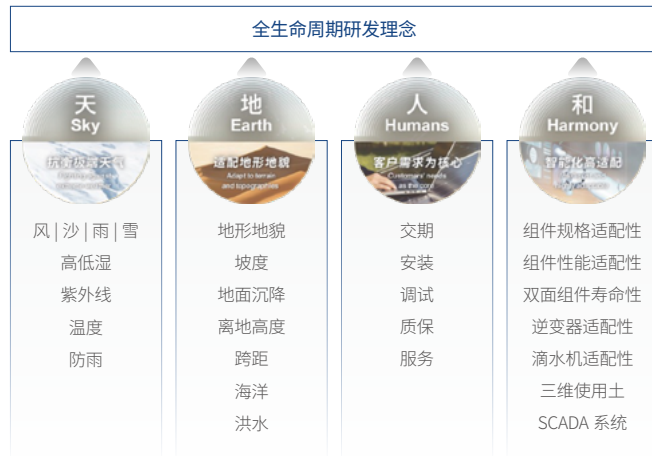 全生命周期研发理念
天
Sky
抗衡极端天气
地
Earth
适配地形地貌
Adapt to terrain
and topographies
人
Humans
客户需求为核心
Customers' needs
as the core
和
Harmony
智能化高适配
风 | 沙 | 雨 | 雪
高低湿
紫外线
温度
防雨
地形地貌
坡度
地面沉降
离地高度
跨距
海洋
洪水
交期
安装
调试
质保
服务
组件规格适配性
组件性能适配性
双面组件寿命性
逆变器适配性
滴水机适配性
三维使用土
SCADA 系统